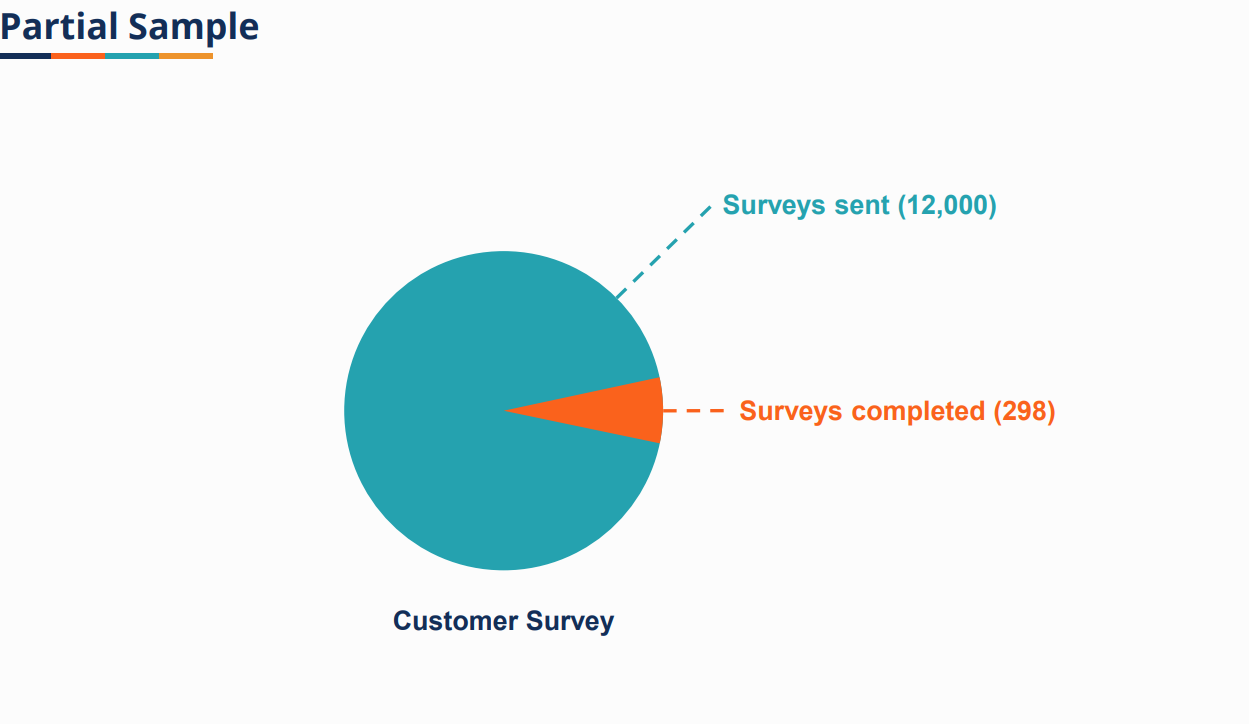 Partial Sample
Surveys sent (12,000)
Surveys completed (298)
Customer Survey